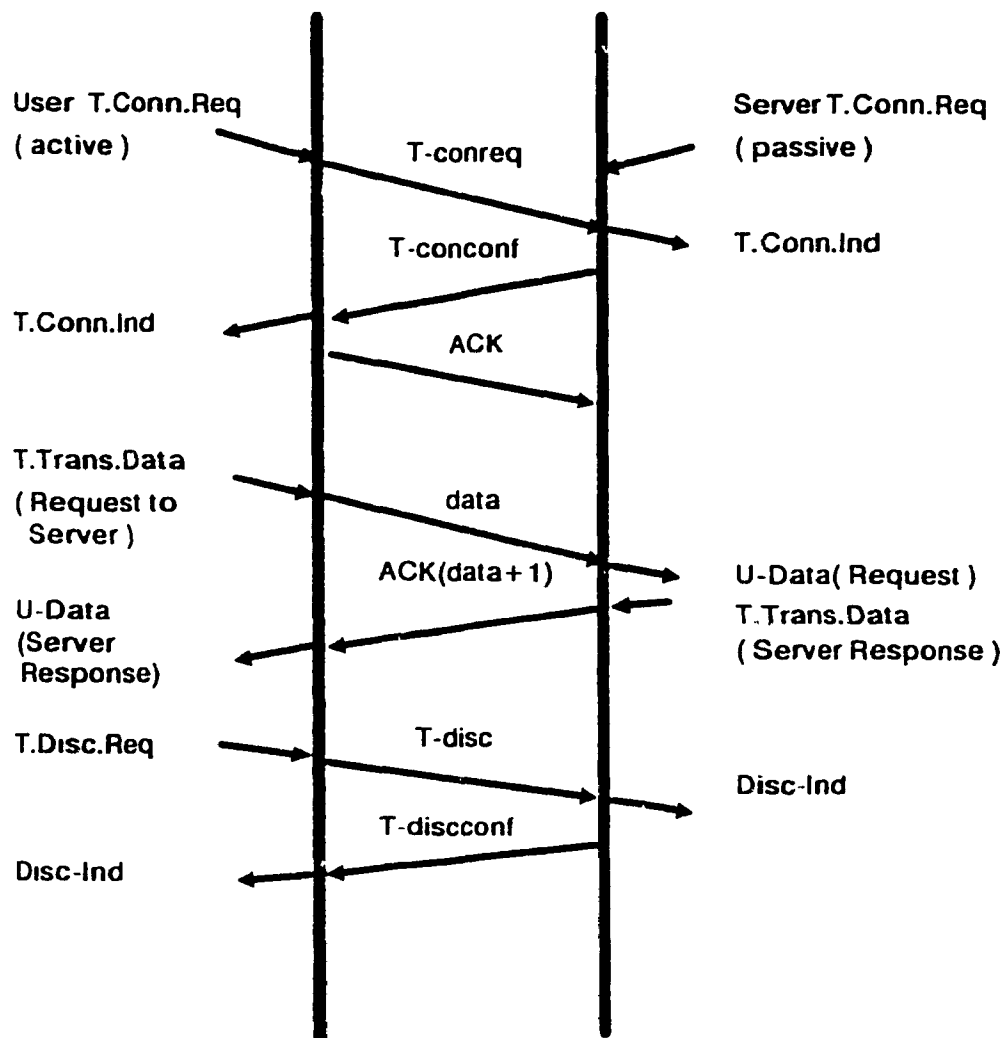 User T.Conn.Req
( active )
Server T.Conn.Req
( passive )
T-conreq
T.Conn.Ind
T-conconf
T.Conn.Ind
ACK
T.Trans.Data
( Request to
Server )
data
ACK(data+1)
U-Data( Request )
U-Data
(Server
Response)
T.Trans.Data
( Server Response )
T.Disc.Req
T-disc
Disc-Ind
T-discconf
Disc-Ind